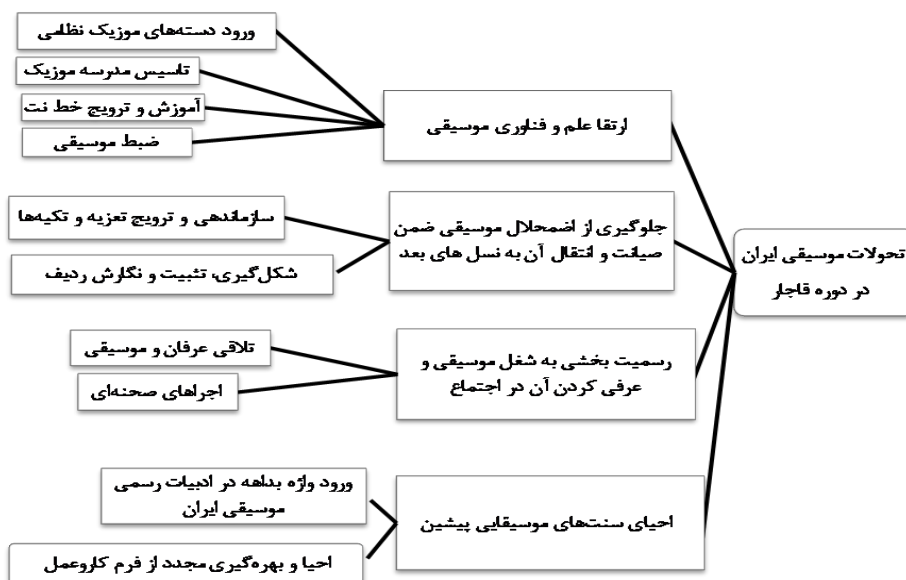 تحولات موسیقی ایران
در دوره قاجار
ارتقا علم و فناوری موسیقی
ورود دسته‌های موزیک نظامی
تاسیس مدرسه موزیک
آموزش و ترویج خط نت
ضبط موسیقی
جلوگیری از اضمحلال موسیقی ضمن
صیانت و انتقال آن به نسل های بعد
سازماندهی و ترویج تعزیه و تکیه‌ها
شکل‌گیری، تثبیت و نگارش ردیف
رسمیت بخشی به شغل موسیقی و
عرفی کردن آن در اجتماع
تلاقی عرفان و موسیقی
اجراهای صحنه‌ای
احیای سنت‌های موسیقایی پیشین
ورود واژه بداهه در ادبیات رسمی
موسیقی ایران
احیا و بهره‌گیری مجدد از فرم کاروعمل